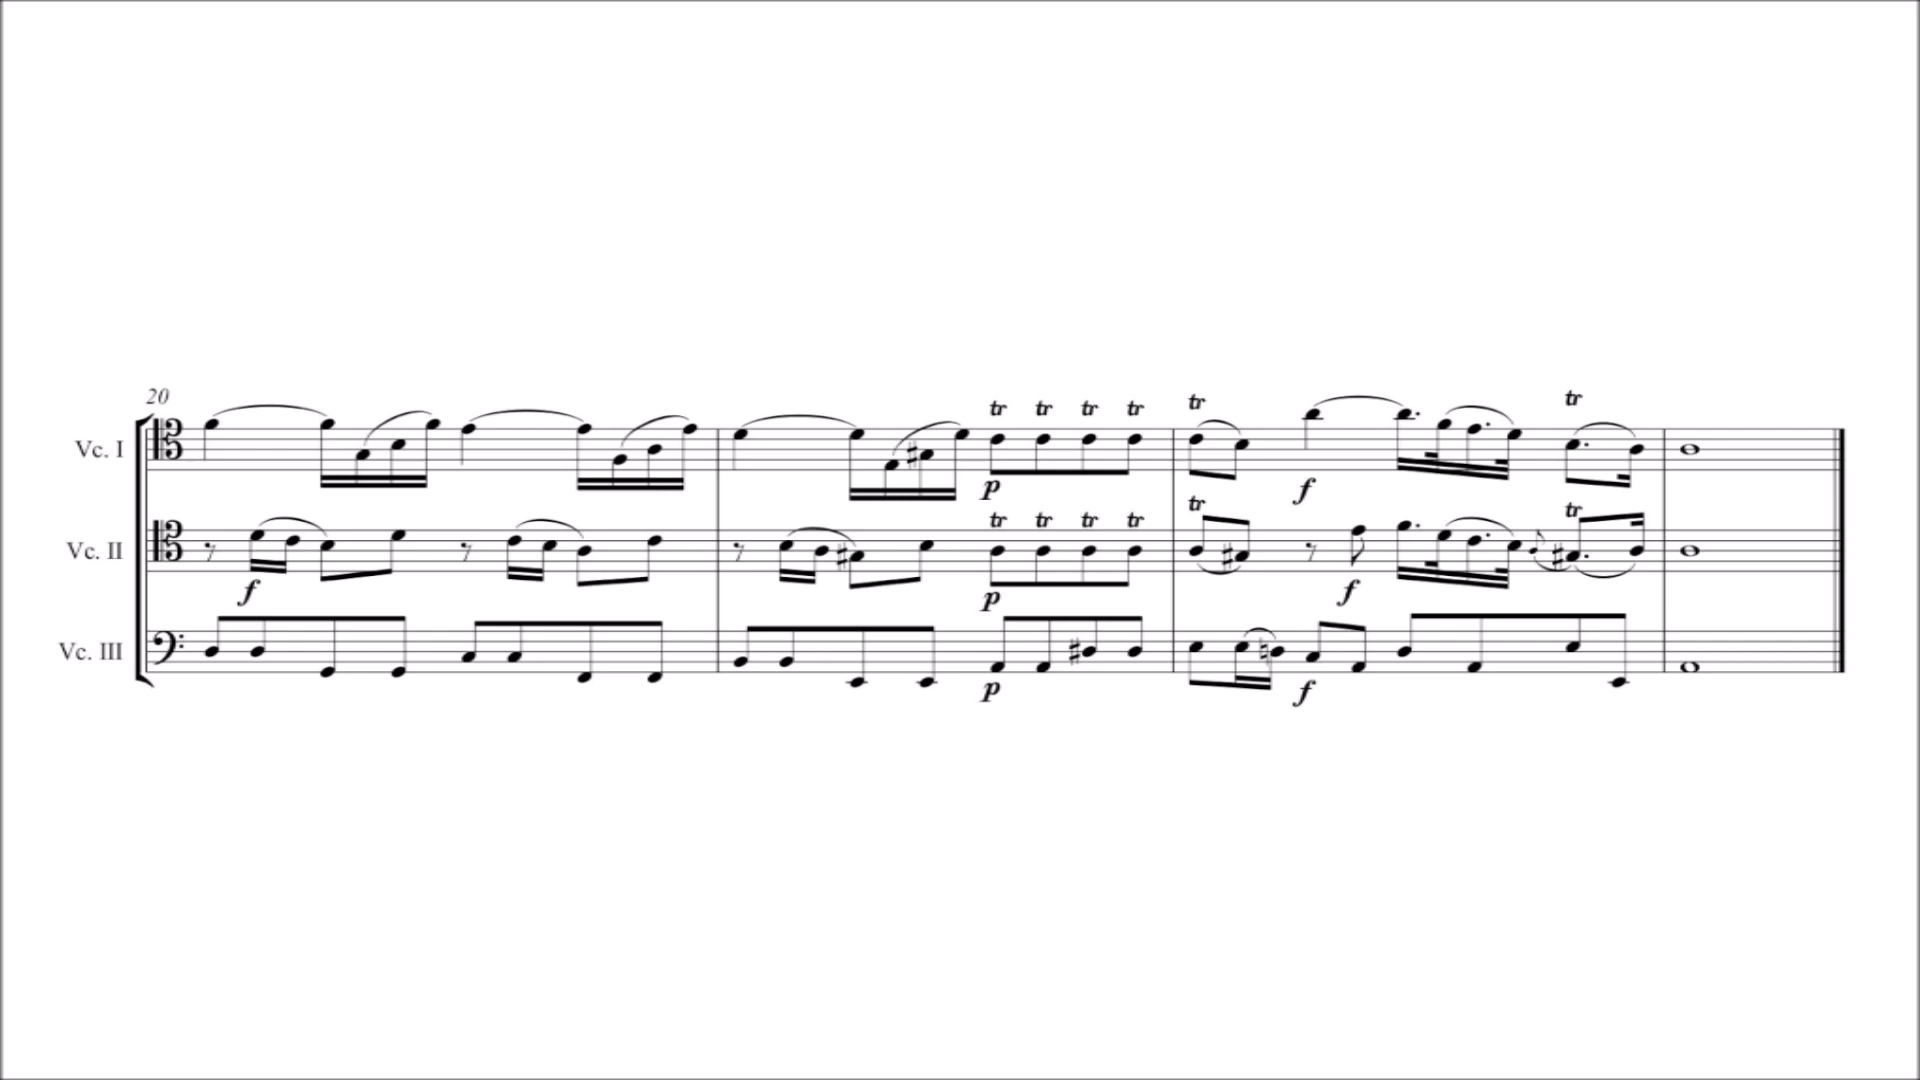 20
tr tr tr tr tr tr
Vc. I
p f
tr tr tr tr tr tr
Vc. II
f p f
Vc. III
p f